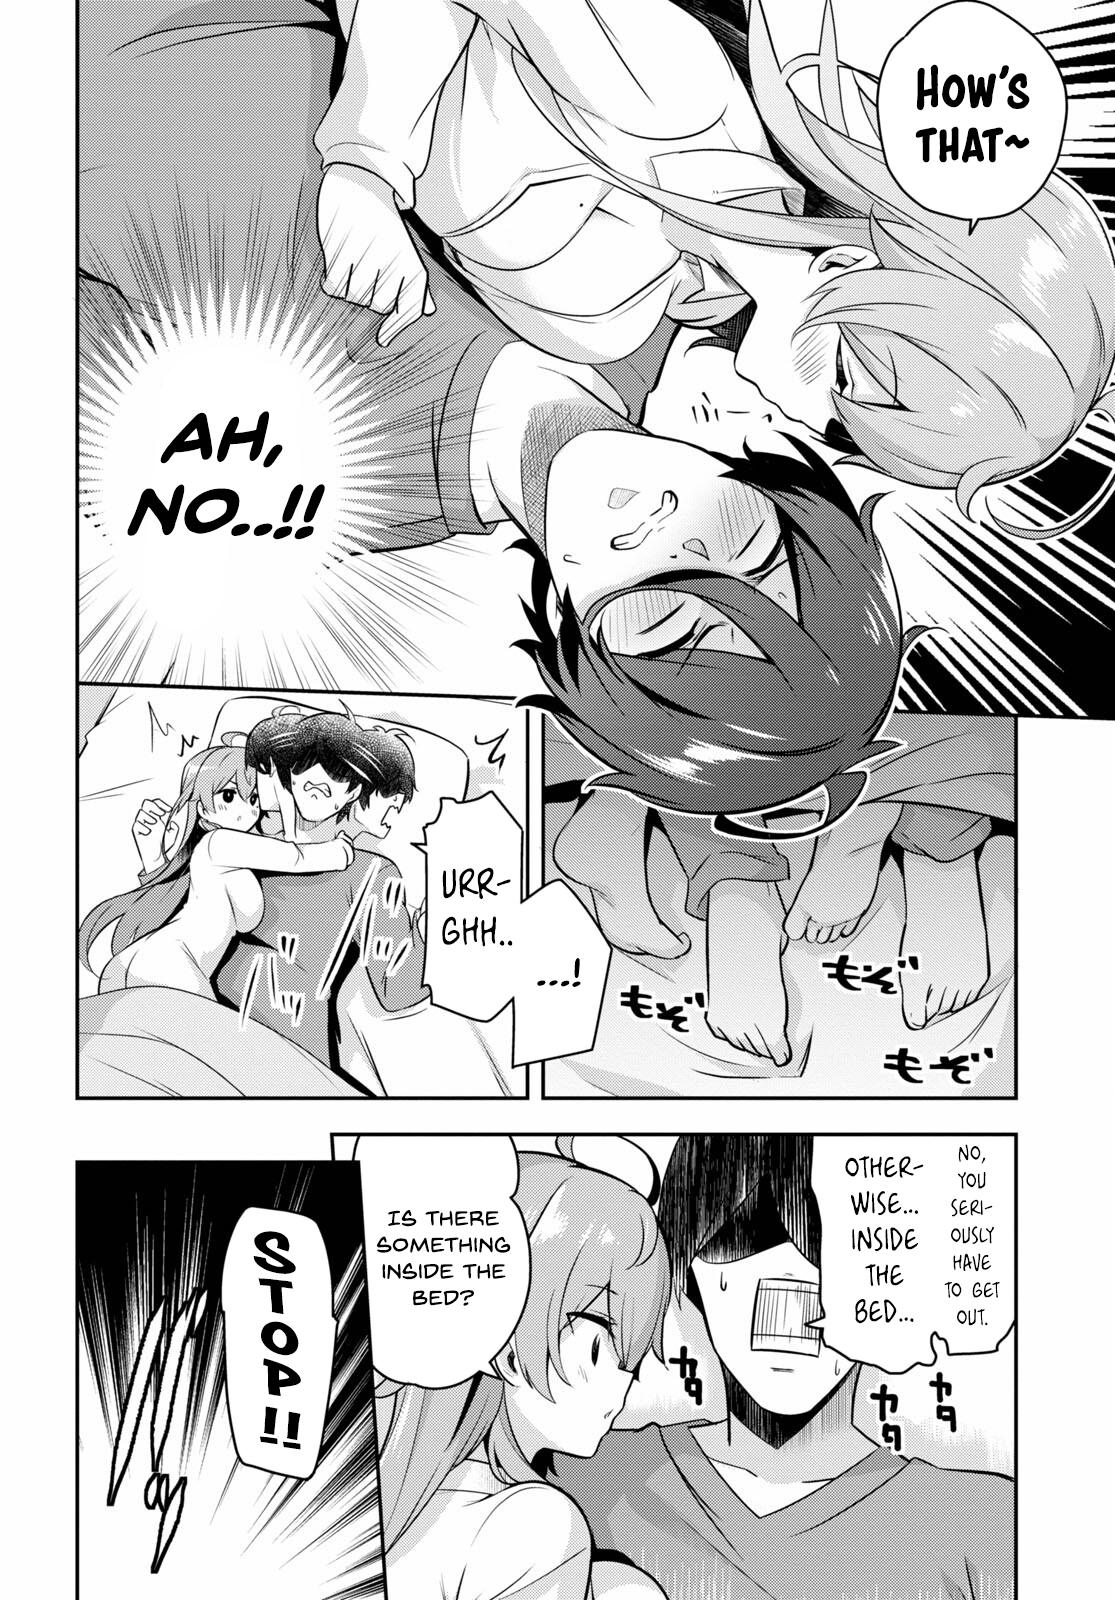 How's
THAT~
AH,
NO..!!
もぞ
もぞ
もぞ
....!
URR-
GHH..
NO,
YOU
SERI-
OUSLY
HAVE
TO GET
OUT.
OTHER-
WISE...
INSIDE
THE
BED...
カタ
カタ
カタ
IS THERE
SOMETHING
INSIDE THE
BED?
STOP!!